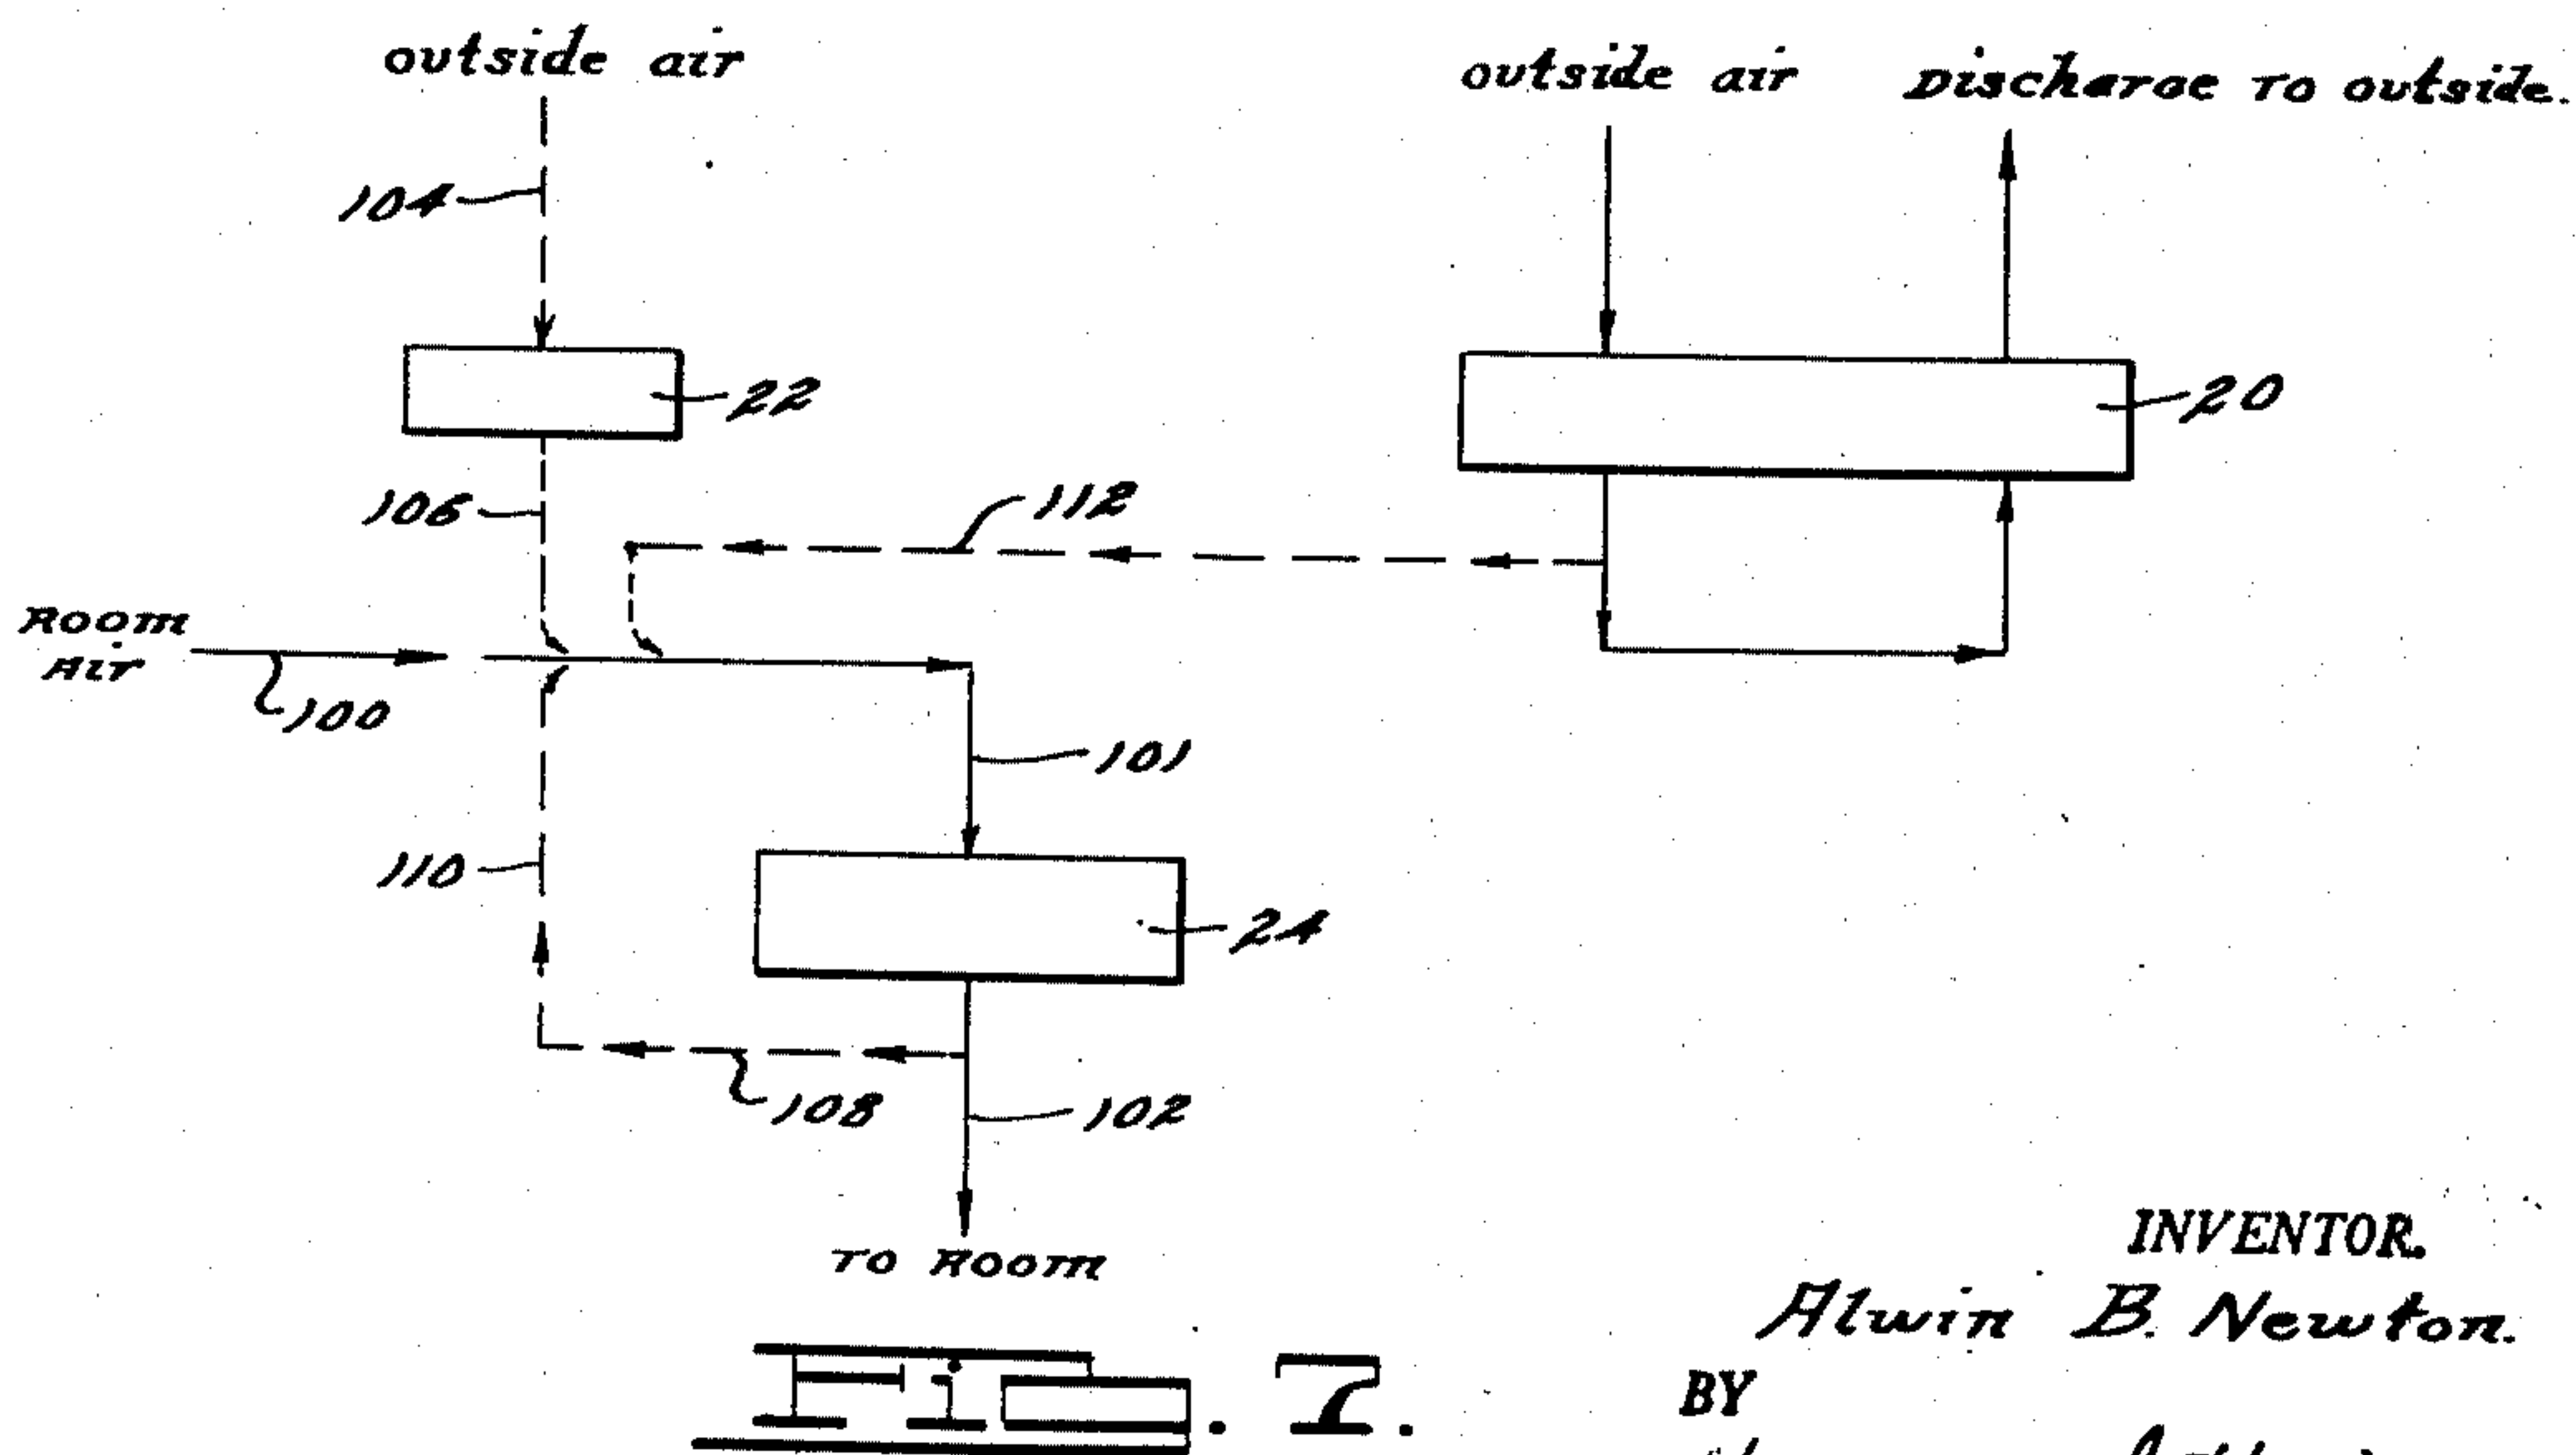 outside air
outside air
Discharge To outside.
104
22
20
106
112
Room
Air
100
101
110
24
108
102
To Room
Fig. 7.
INVENTOR.
Alwin B. Newton.
BY